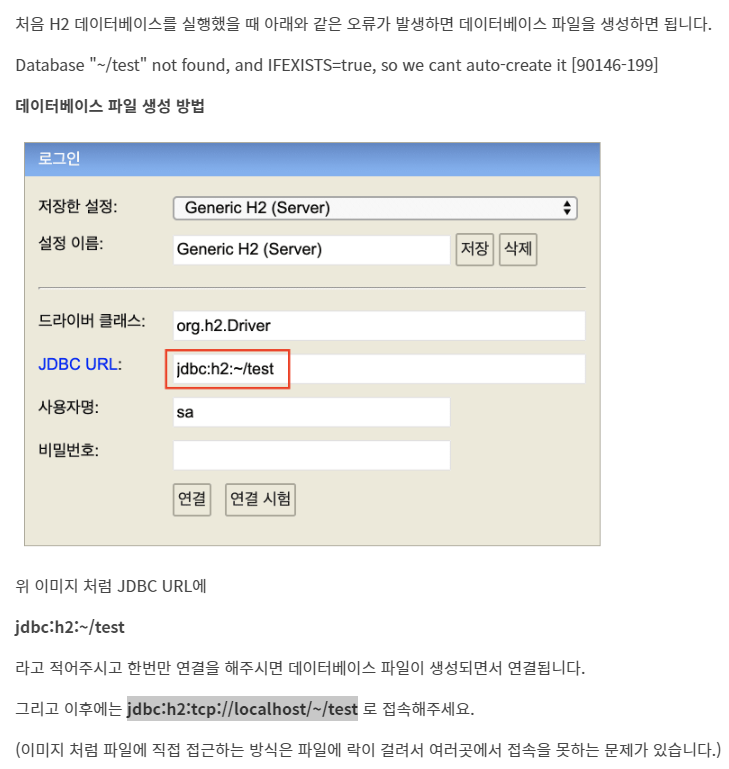 처음 H2 데이터베이스를 실행했을 때 아래와 같은 오류가 발생하면 데이터베이스 파일을 생성하면 됩니다.
Database "~/test" not found, and IFEXISTS=true, so we cant auto-create it [90146-199]
데이터베이스 파일 생성 방법
로그인
저장한 설정: Generic H2 (Server)
설정 이름: Generic H2 (Server) 저장 삭제
드라이버 클래스: org.h2.Driver
JDBC URL: jdbc:h2:~/test
사용자명: sa
비밀번호:
연결 연결 시험
위 이미지 처럼 JDBC URL에
jdbc:h2:~/test
라고 적어주시고 한번만 연결을 해주시면 데이터베이스 파일이 생성되면서 연결됩니다.
그리고 이후에는 jdbc:h2:tcp://localhost/~/test 로 접속해주세요.
(이미지 처럼 파일에 직접 접근하는 방식은 파일에 락이 걸려서 여러곳에서 접속을 못하는 문제가 있습니다.)